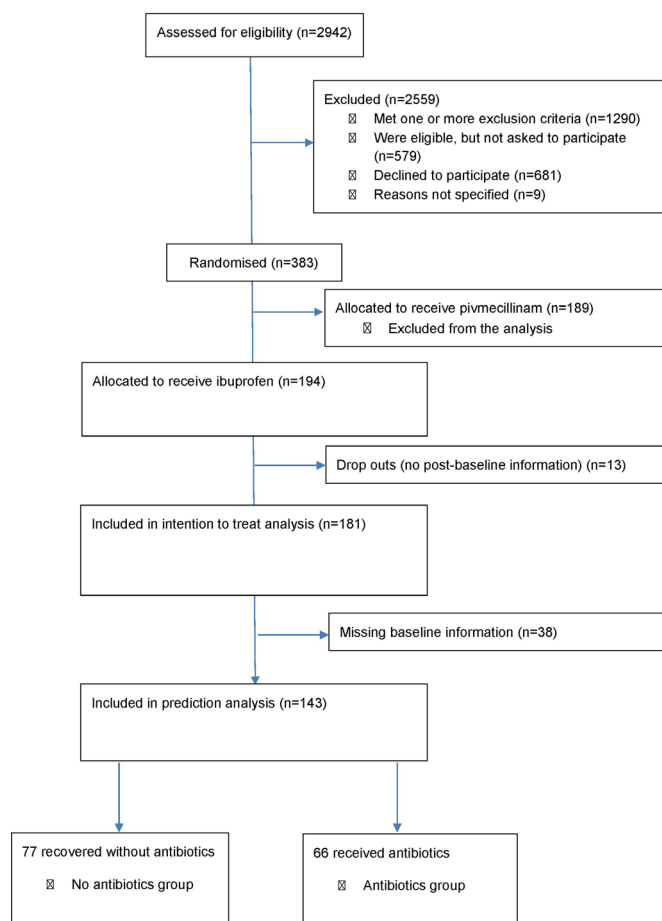 Assessed for eligibility (n=2942)
Excluded (n=2559)
Met one or more exclusion criteria (n=1290)
Were eligible, but not asked to participate
(n=579)
Declined to participate (n=681)
Reasons not specified (n=9)
Randomised (n=383)
Allocated to receive pivmecillinam (n=189)
Excluded from the analysis
Allocated to receive ibuprofen (n=194)
Drop outs (no post-baseline information) (n=13)
Included in intention to treat analysis (n=181)
Missing baseline information (n=38)
Included in prediction analysis (n=143)
77 recovered without antibiotics
No antibiotics group
66 received antibiotics
Antibiotics group